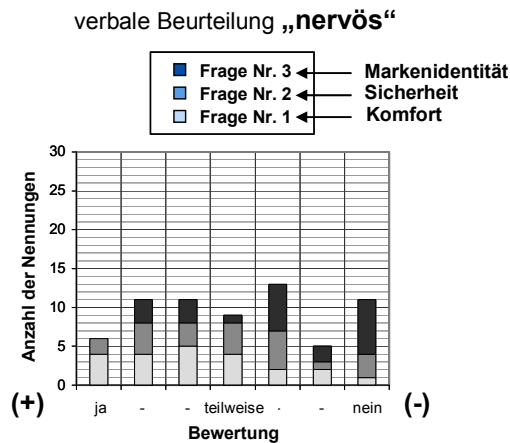 verbale Beurteilung „nervös“
Frage Nr. 3 Markenidentität
Frage Nr. 2 Sicherheit
Frage Nr. 1 Komfort
Anzahl der Nennungen
30
25
20
15
10
5
0
(+) ja - - teilweise . - nein (-)
Bewertung